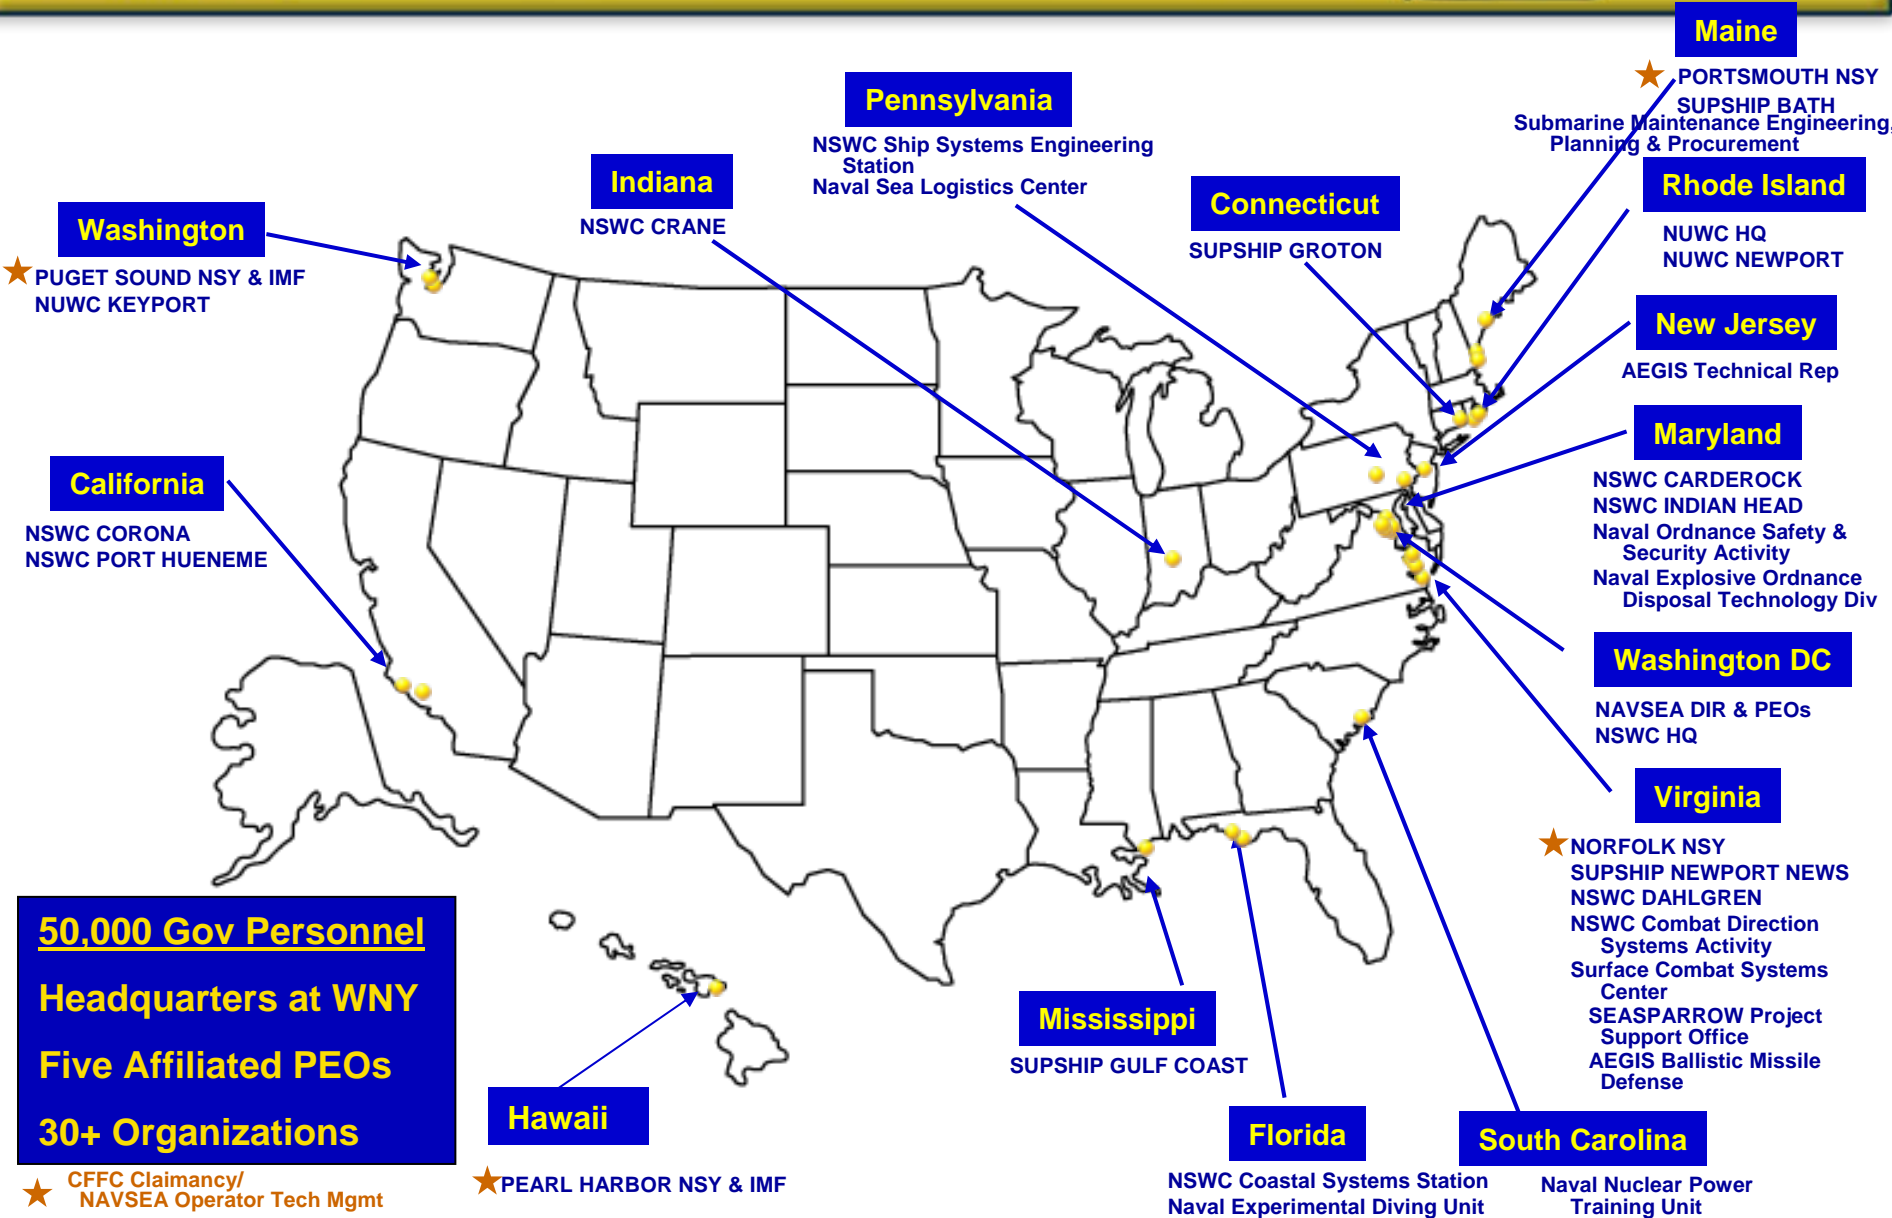 Maine
PORTSMOUTH NSY
SUPSHIP BATH
Submarine Maintenance Engineering,
Planning & Procurement
Pennsylvania
NSWC Ship Systems Engineering
Station
Naval Sea Logistics Center
Indiana
NSWC CRANE
Connecticut
SUPSHIP GROTON
Rhode Island
NUWC HQ
NUWC NEWPORT
Washington
PUGET SOUND NSY & IMF
NUWC KEYPORT
New Jersey
AEGIS Technical Rep
Maryland
NSWC CARDEROCK
NSWC INDIAN HEAD
Naval Ordnance Safety &
Security Activity
Naval Explosive Ordnance
Disposal Technology Div
California
NSWC CORONA
NSWC PORT HUENEME
Washington DC
NAVSEA DIR & PEOs
NSWC HQ
Virginia
NORFOLK NSY
SUPSHIP NEWPORT NEWS
NSWC DAHLGREN
NSWC Combat Direction
Systems Activity
Surface Combat Systems
Center
SEASPARROW Project
Support Office
AEGIS Ballistic Missile
Defense
50,000 Gov Personnel
Headquarters at WNY
Five Affiliated PEOs
30+ Organizations
CFFC Claimancy/
NAVSEA Operator Tech Mgmt
Hawaii
PEARL HARBOR NSY & IMF
Mississippi
SUPSHIP GULF COAST
Florida
NSWC Coastal Systems Station
Naval Experimental Diving Unit
South Carolina
Naval Nuclear Power
Training Unit